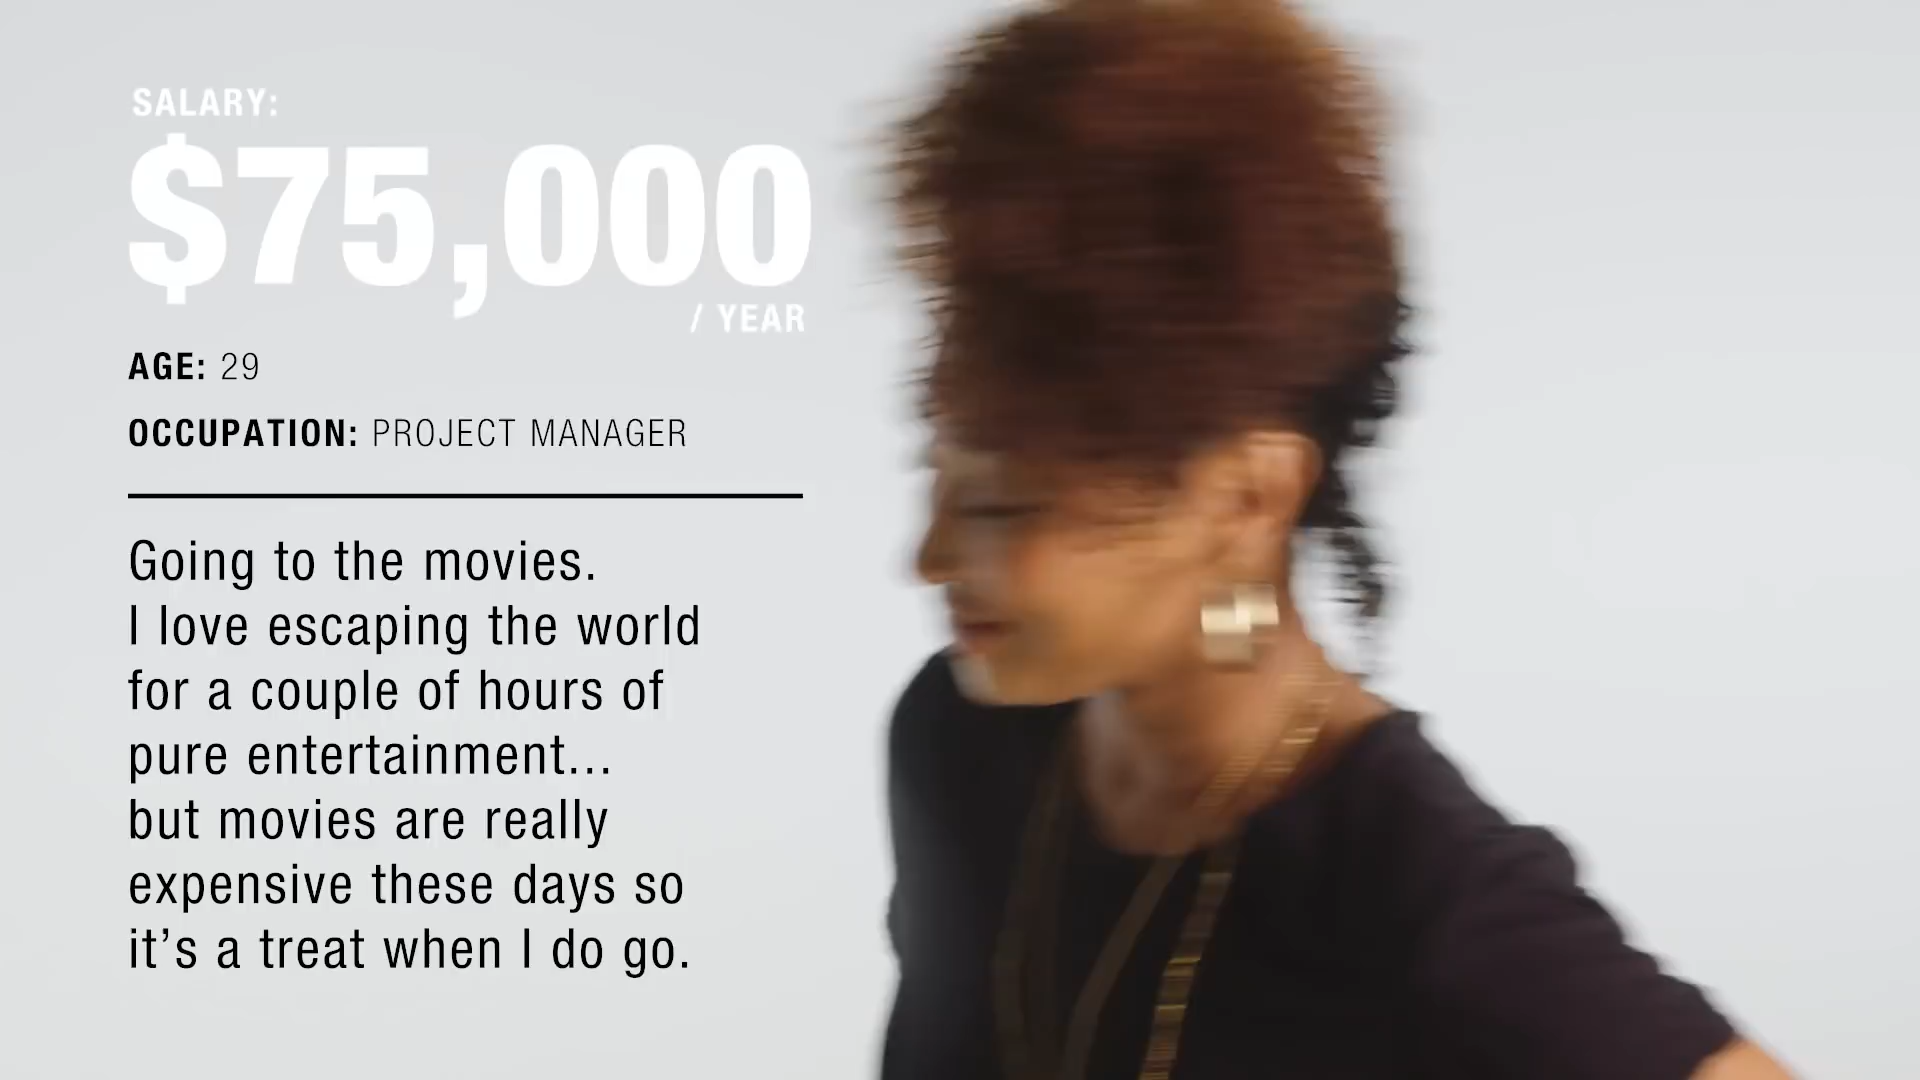 SALARY:
$75,000
/ YEAR
AGE: 29
OCCUPATION: PROJECT MANAGER
Going to the movies.
I love escaping the world
for a couple of hours of
pure entertainment...
but movies are really
expensive these days so
it’s a treat when I do go.